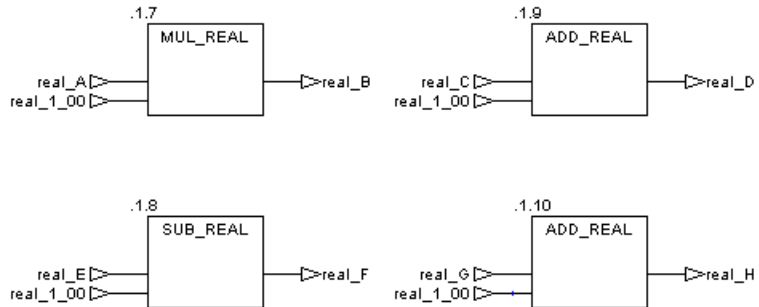 .1.7
MUL_REAL
real_A
real_1_00
real_B
.1.9
ADD_REAL
real_C
real_1_00
real_D
.1.8
SUB_REAL
real_E
real_1_00
real_F
.1.10
ADD_REAL
real_G
real_1_00
real_H